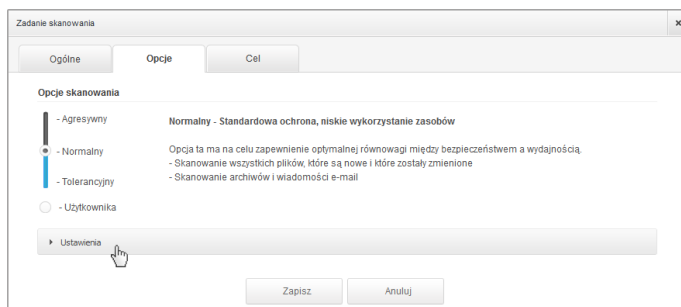 Zadanie skanowania
Ogólne
Opcje
Cel
Opcje skanowania
- Agresywny
- Normalny
- Tolerancyjny
- Użytkownika
Normalny - Standardowa ochrona, niskie wykorzystanie zasobów
Opcja ta ma na celu zapewnienie optymalnej równowagi między bezpieczeństwem a wydajnością.
- Skanowanie wszystkich plików, które są nowe i które zostały zmienione
- Skanowanie archiwów i wiadomości e-mail
Ustawienia
Zapisz
Anuluj